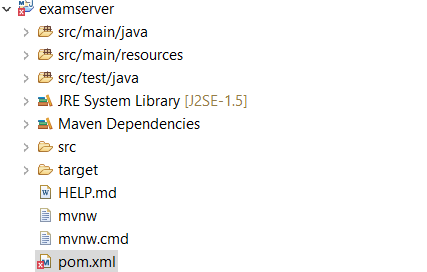 examserver
src/main/java
src/main/resources
src/test/java
JRE System Library [J2SE-1.5]
Maven Dependencies
src
target
HELP.md
mvnw
mvnw.cmd
pom.xml